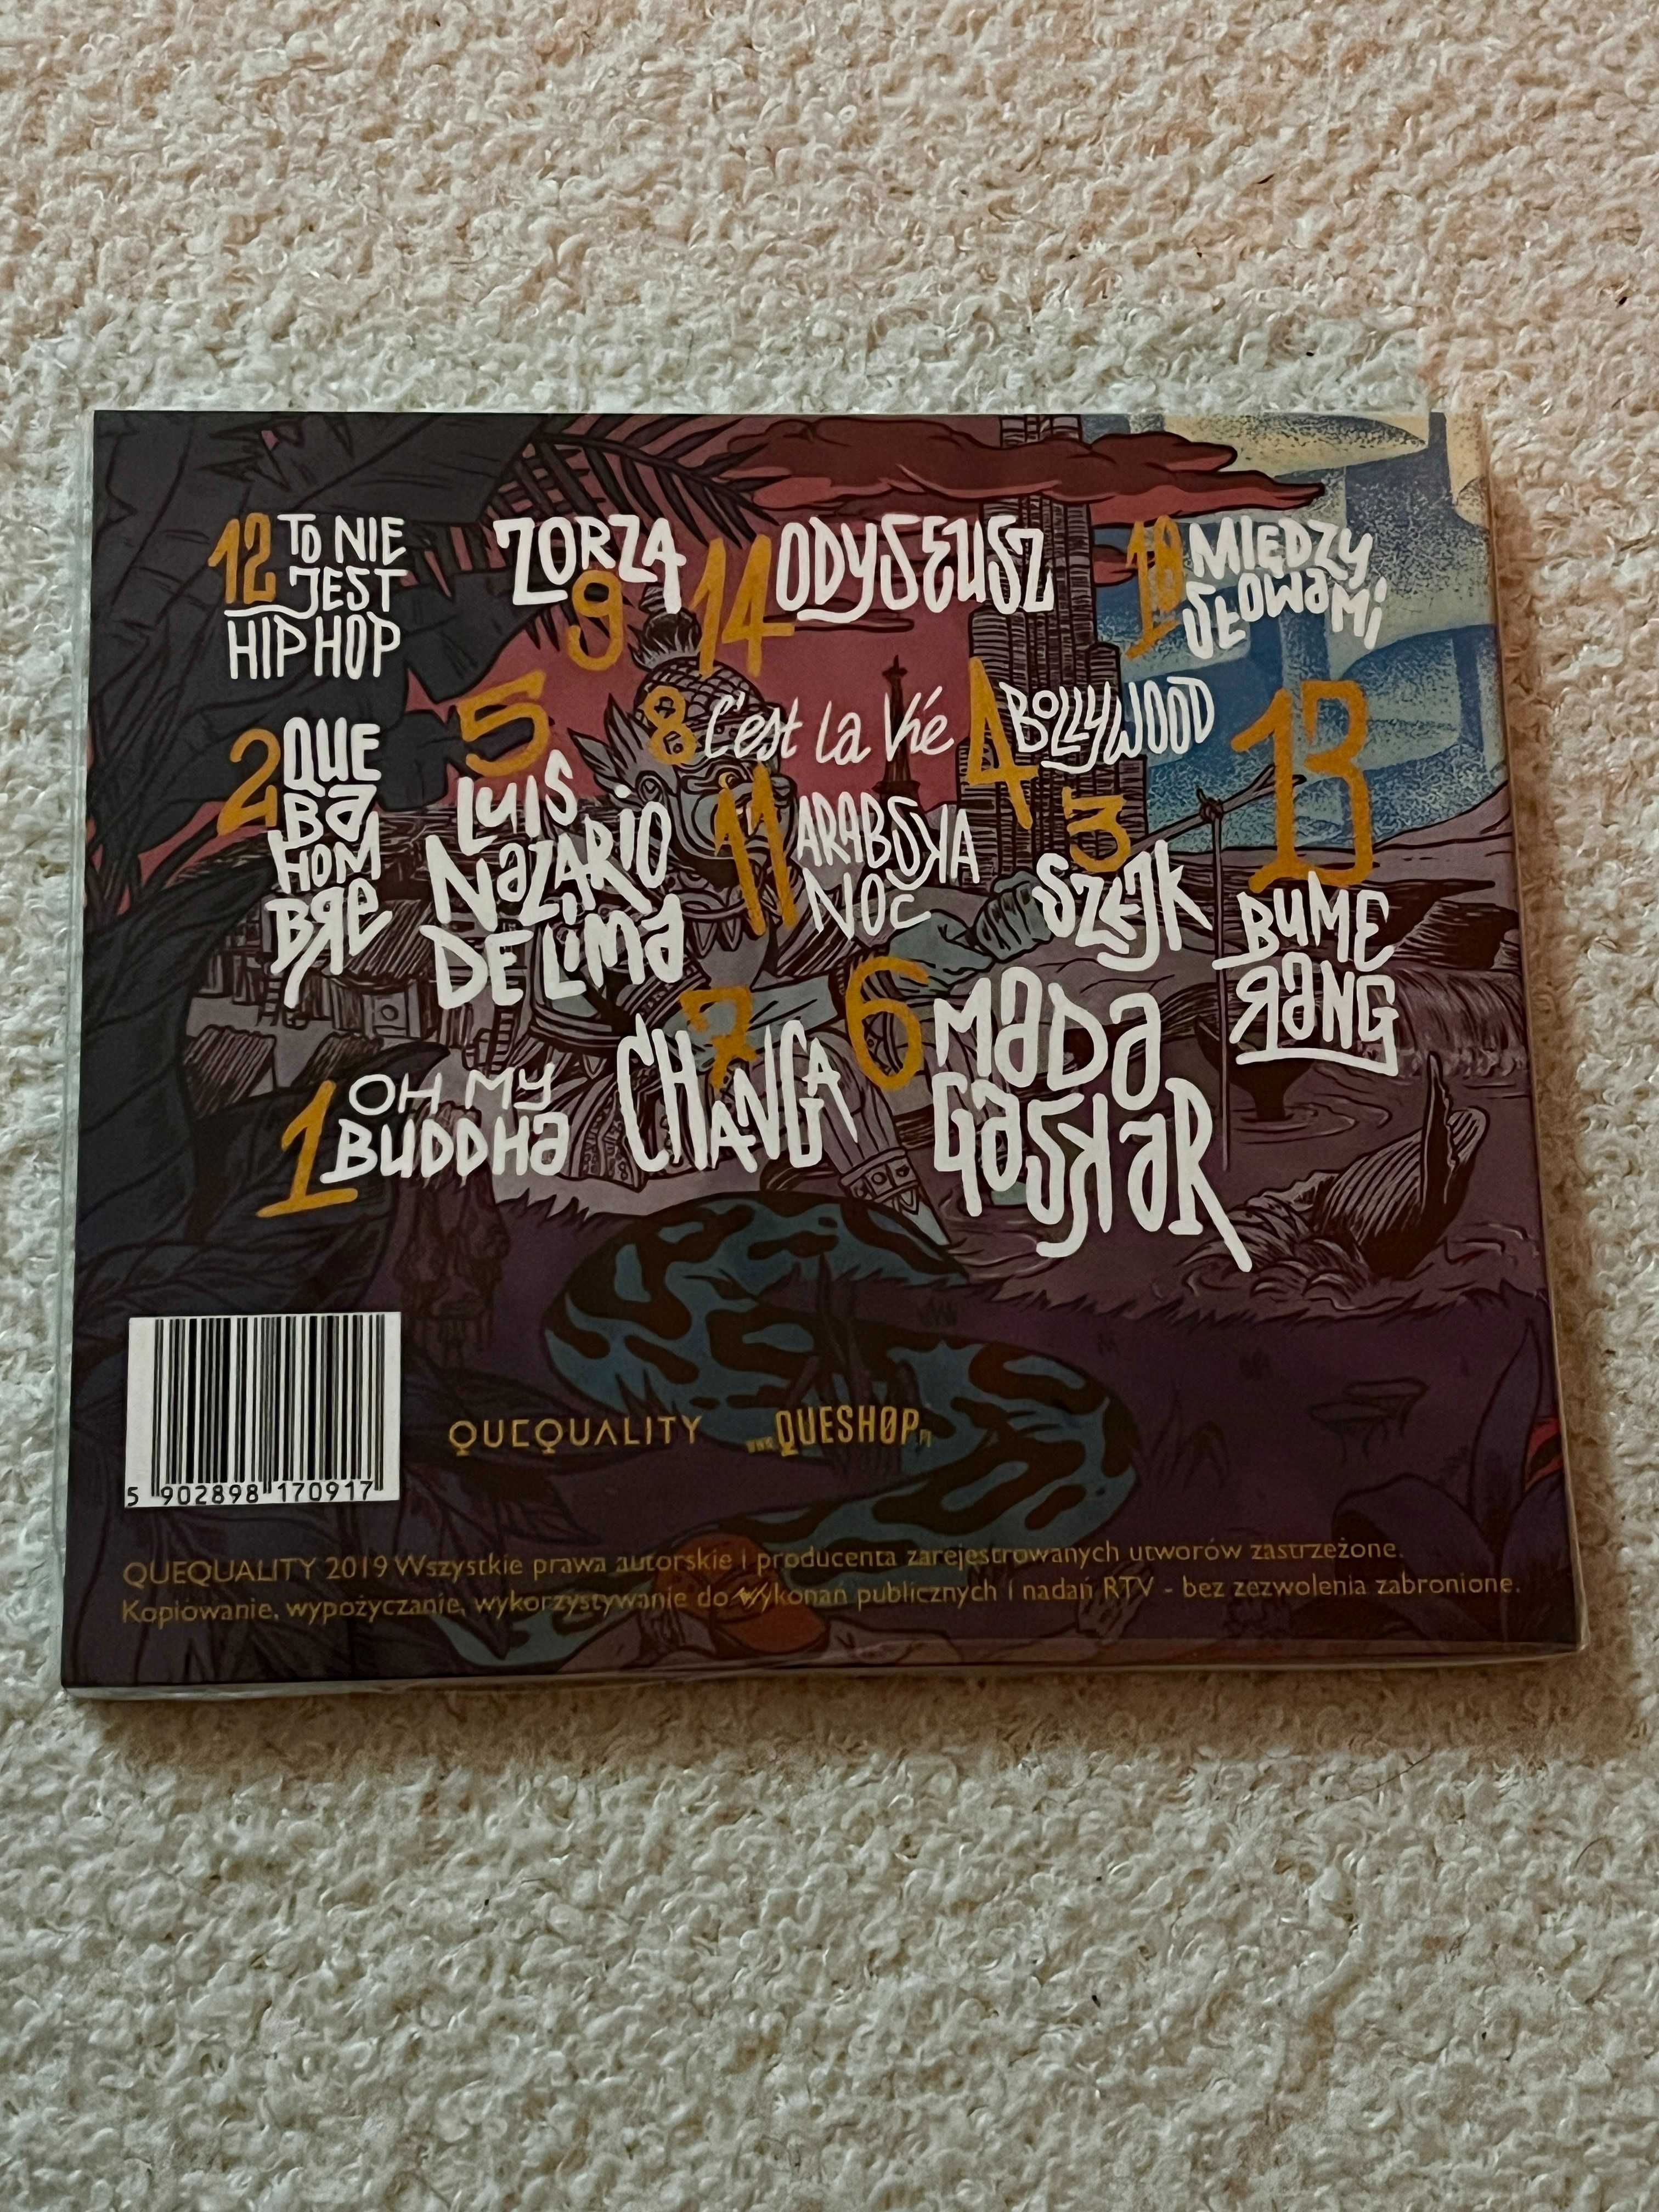 12 TO NIE
JEST
HIP HOP
ZORZA
9
14 ODYSEUSZ
10 MIĘDZY
SŁOWAMI
2 QUE
BA
HOM
BRE
5
LUIS
NAZARIO
DE LIMA
8 C'est La Vie
4 BOLLYWOOD
11 ARABSKA
NOC
3
SZEJK
13
BUME
RANG
1 OH MY
BUDDHA
7
CHANGA
6 MADA
GASKAR
5 902898 170917
QUEQUALITY
www.QUESHØP.pl
QUEQUALITY 2019 Wszystkie prawa autorskie i producenta zarejestrowanych utworów zastrzeżone.
Kopiowanie, wypożyczanie, wykorzystywanie do wykonań publicznych i nadań RTV - bez zezwolenia zabronione.